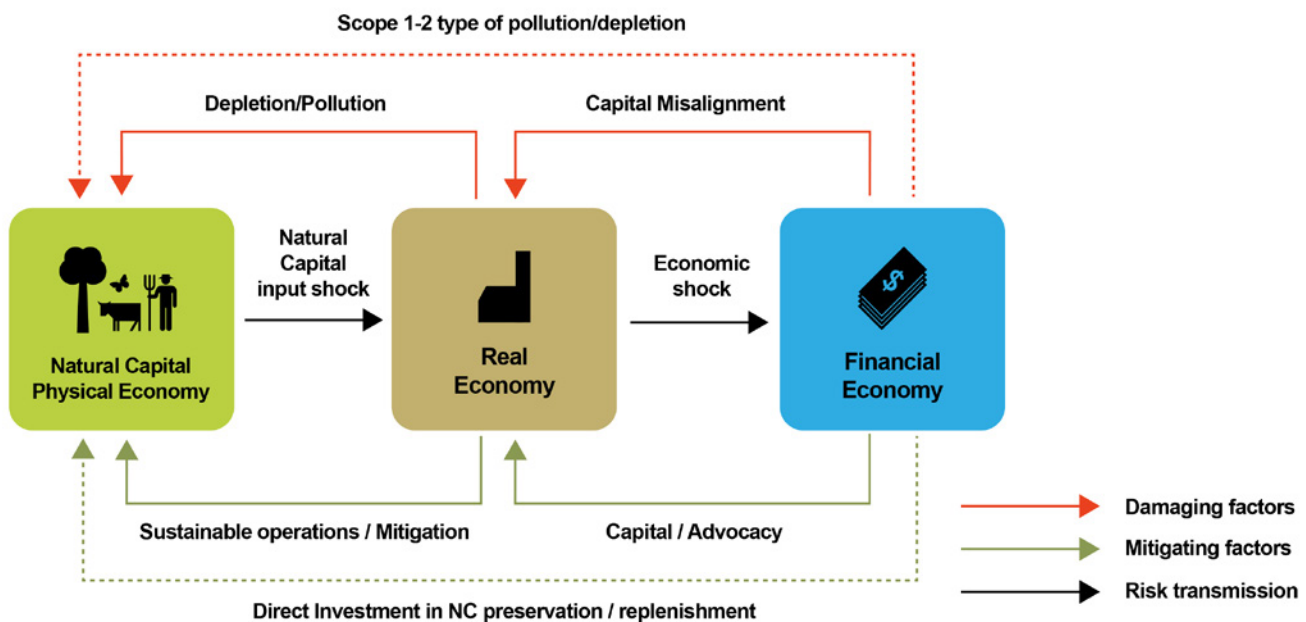 Scope 1-2 type of pollution/depletion
Depletion/Pollution
Capital Misalignment
Natural
Capital
input shock
Economic
shock
$
Natural Capital
Physical Economy
Real
Economy
Financial
Economy
Sustainable operations / Mitigation
Capital / Advocacy
Direct Investment in NC preservation / replenishment
Damaging factors
Mitigating factors
Risk transmission